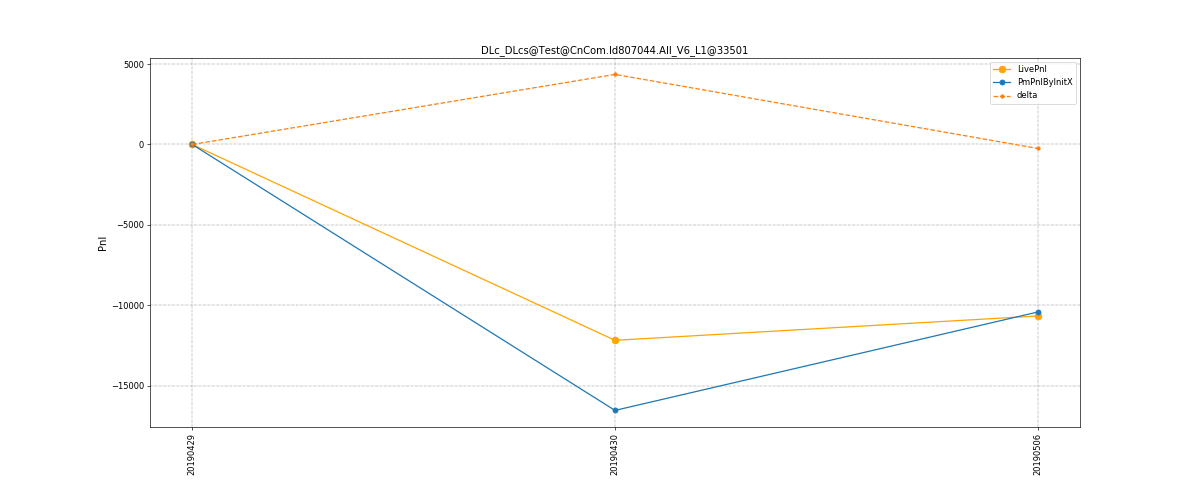 DLc_DLcs@Test@CnCom.Id807044.All_V6_L1@33501
LivePnl
PmPnlByInitX
delta
5000
0
−5000
−10000
−15000
Pnl
20190429
20190430
20190506